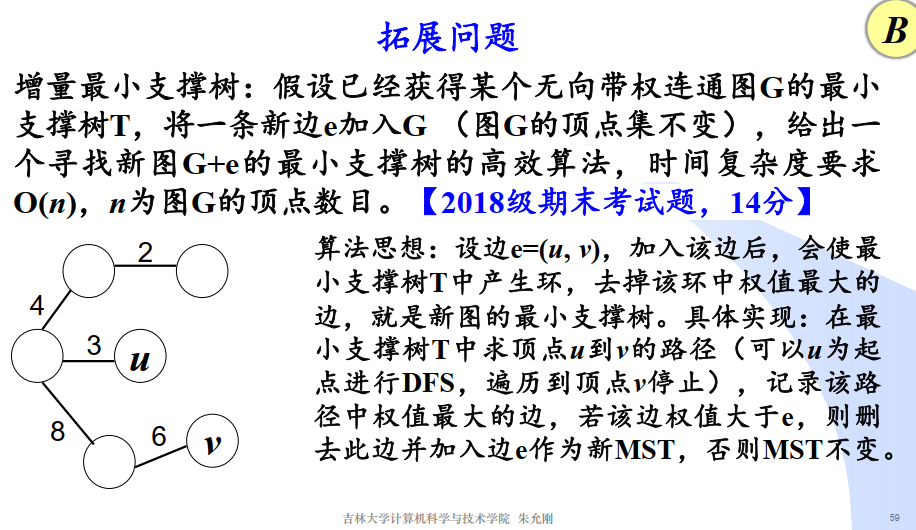 拓展问题
B
增量最小支撑树：假设已经获得某个无向带权连通图G的最小
支撑树T，将一条新边e加入G （图G的顶点集不变），给出一
个寻找新图G+e的最小支撑树的高效算法，时间复杂度要求
O(n)，n为图G的顶点数目。【2018级期末考试题，14分】
2
4
3
u
8
6
v
算法思想：设边e=(u, v)，加入该边后，会使最
小支撑树T中产生环，去掉该环中权值最大的
边，就是新图的最小支撑树。具体实现：在最
小支撑树T中求顶点u到v的路径（可以u为起
点进行DFS，遍历到顶点v停止），记录该路
径中权值最大的边，若该边权值大于e，则删
去此边并加入边e作为新MST，否则MST不变。
吉林大学计算机科学与技术学院 朱允刚
59